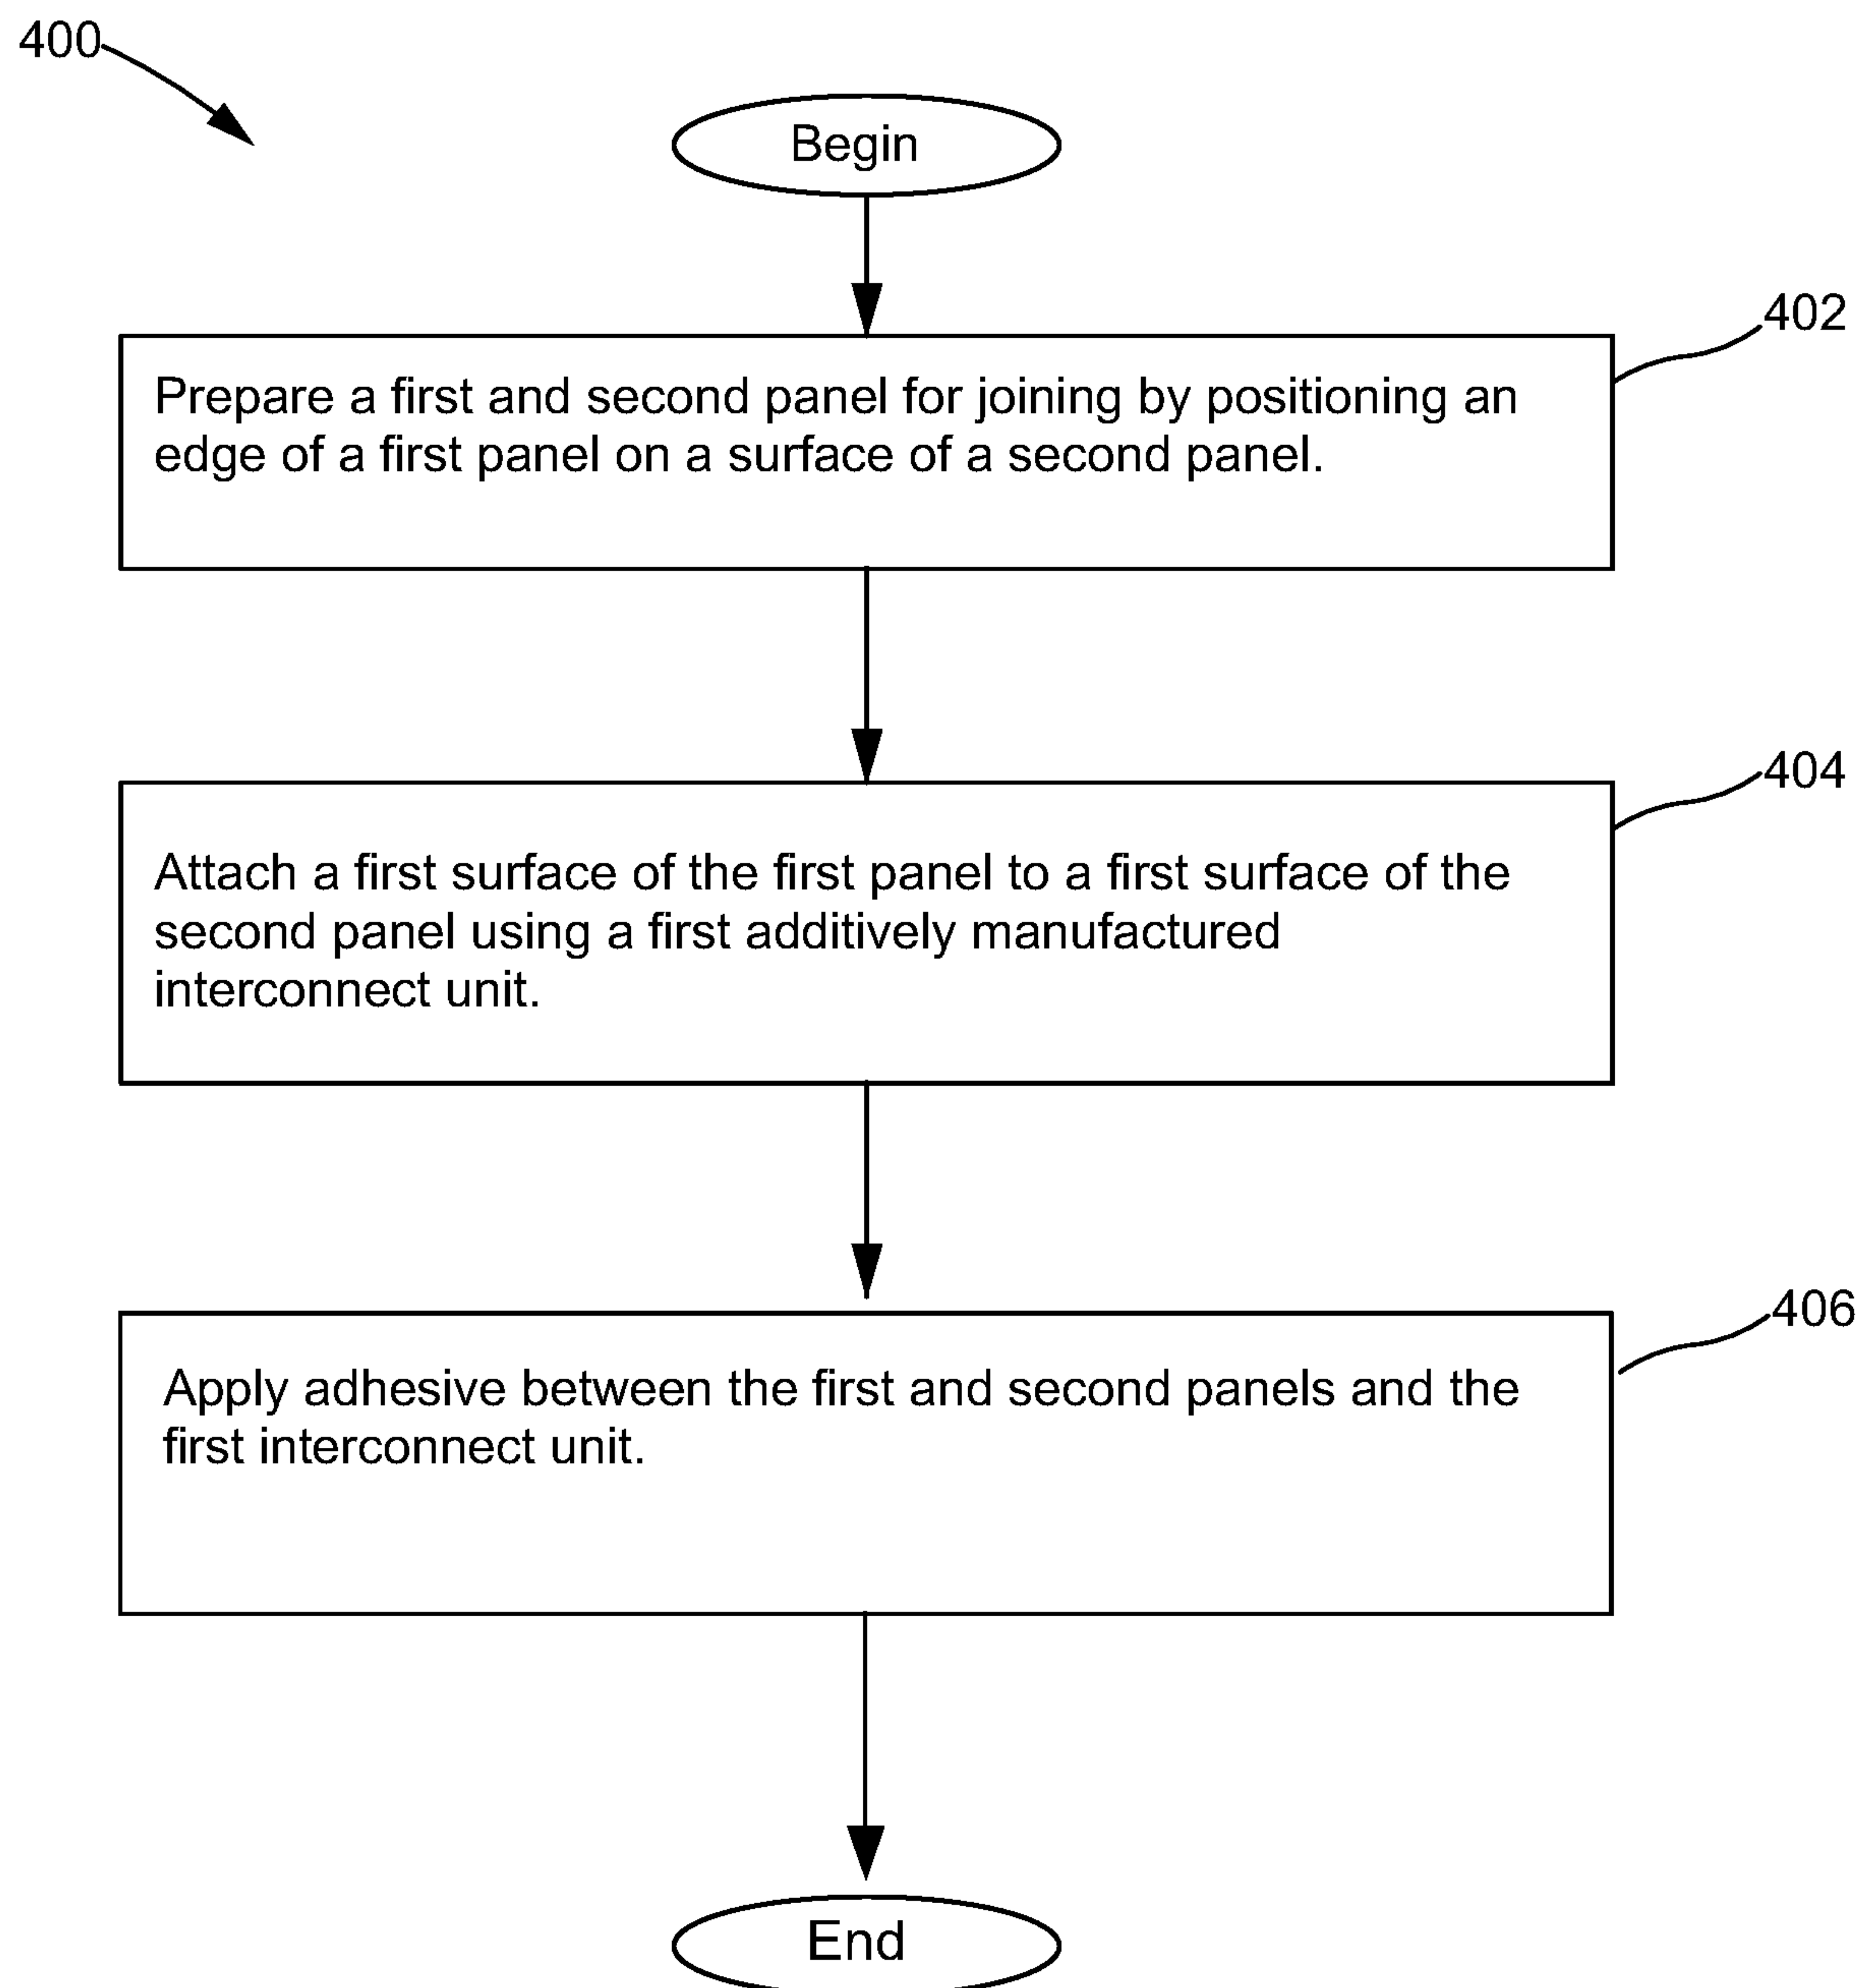 400
Begin
402
Prepare a first and second panel for joining by positioning an
edge of a first panel on a surface of a second panel.
404
Attach a first surface of the first panel to a first surface of the
second panel using a first additively manufactured
interconnect unit.
406
Apply adhesive between the first and second panels and the
first interconnect unit.
End